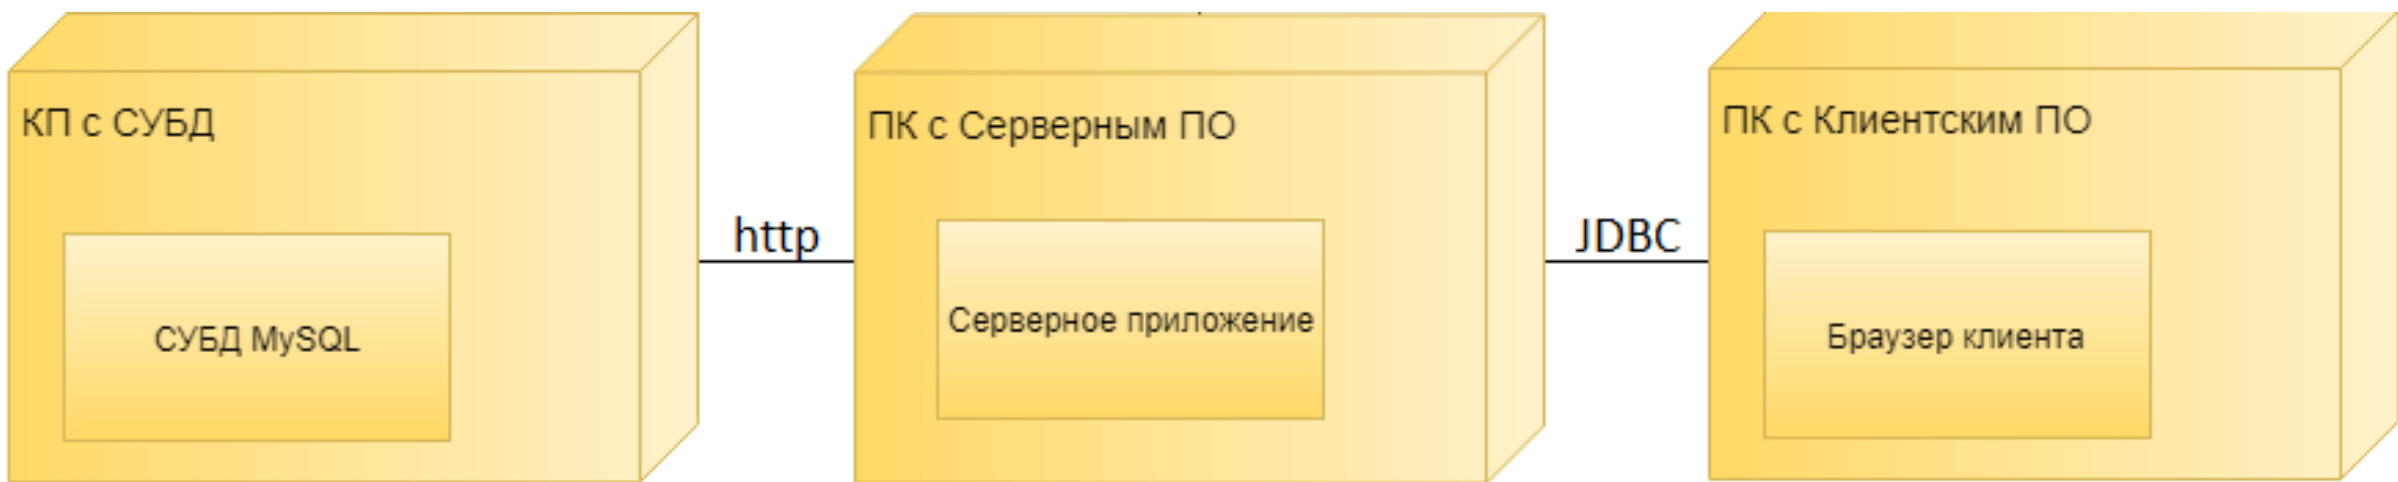 КП с СУБД
СУБД MySQL
http
ПК с Серверным ПО
Серверное приложение
JDBC
ПК с Клиентским ПО
Браузер клиента